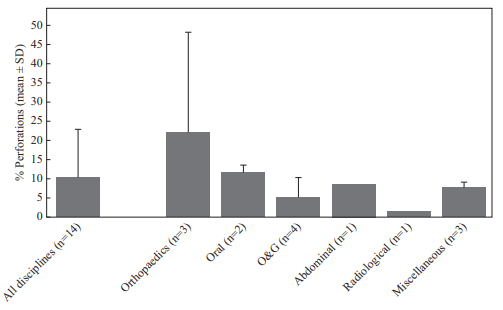 % Perforations (mean ± SD)
50
45
40
35
30
25
20
15
10
5
0
All disciplines (n=14)
Orthopaedics (n=3)
Oral (n=2)
O&G (n=4)
Abdominal (n=1)
Radiological (n=1)
Miscellaneous (n=3)